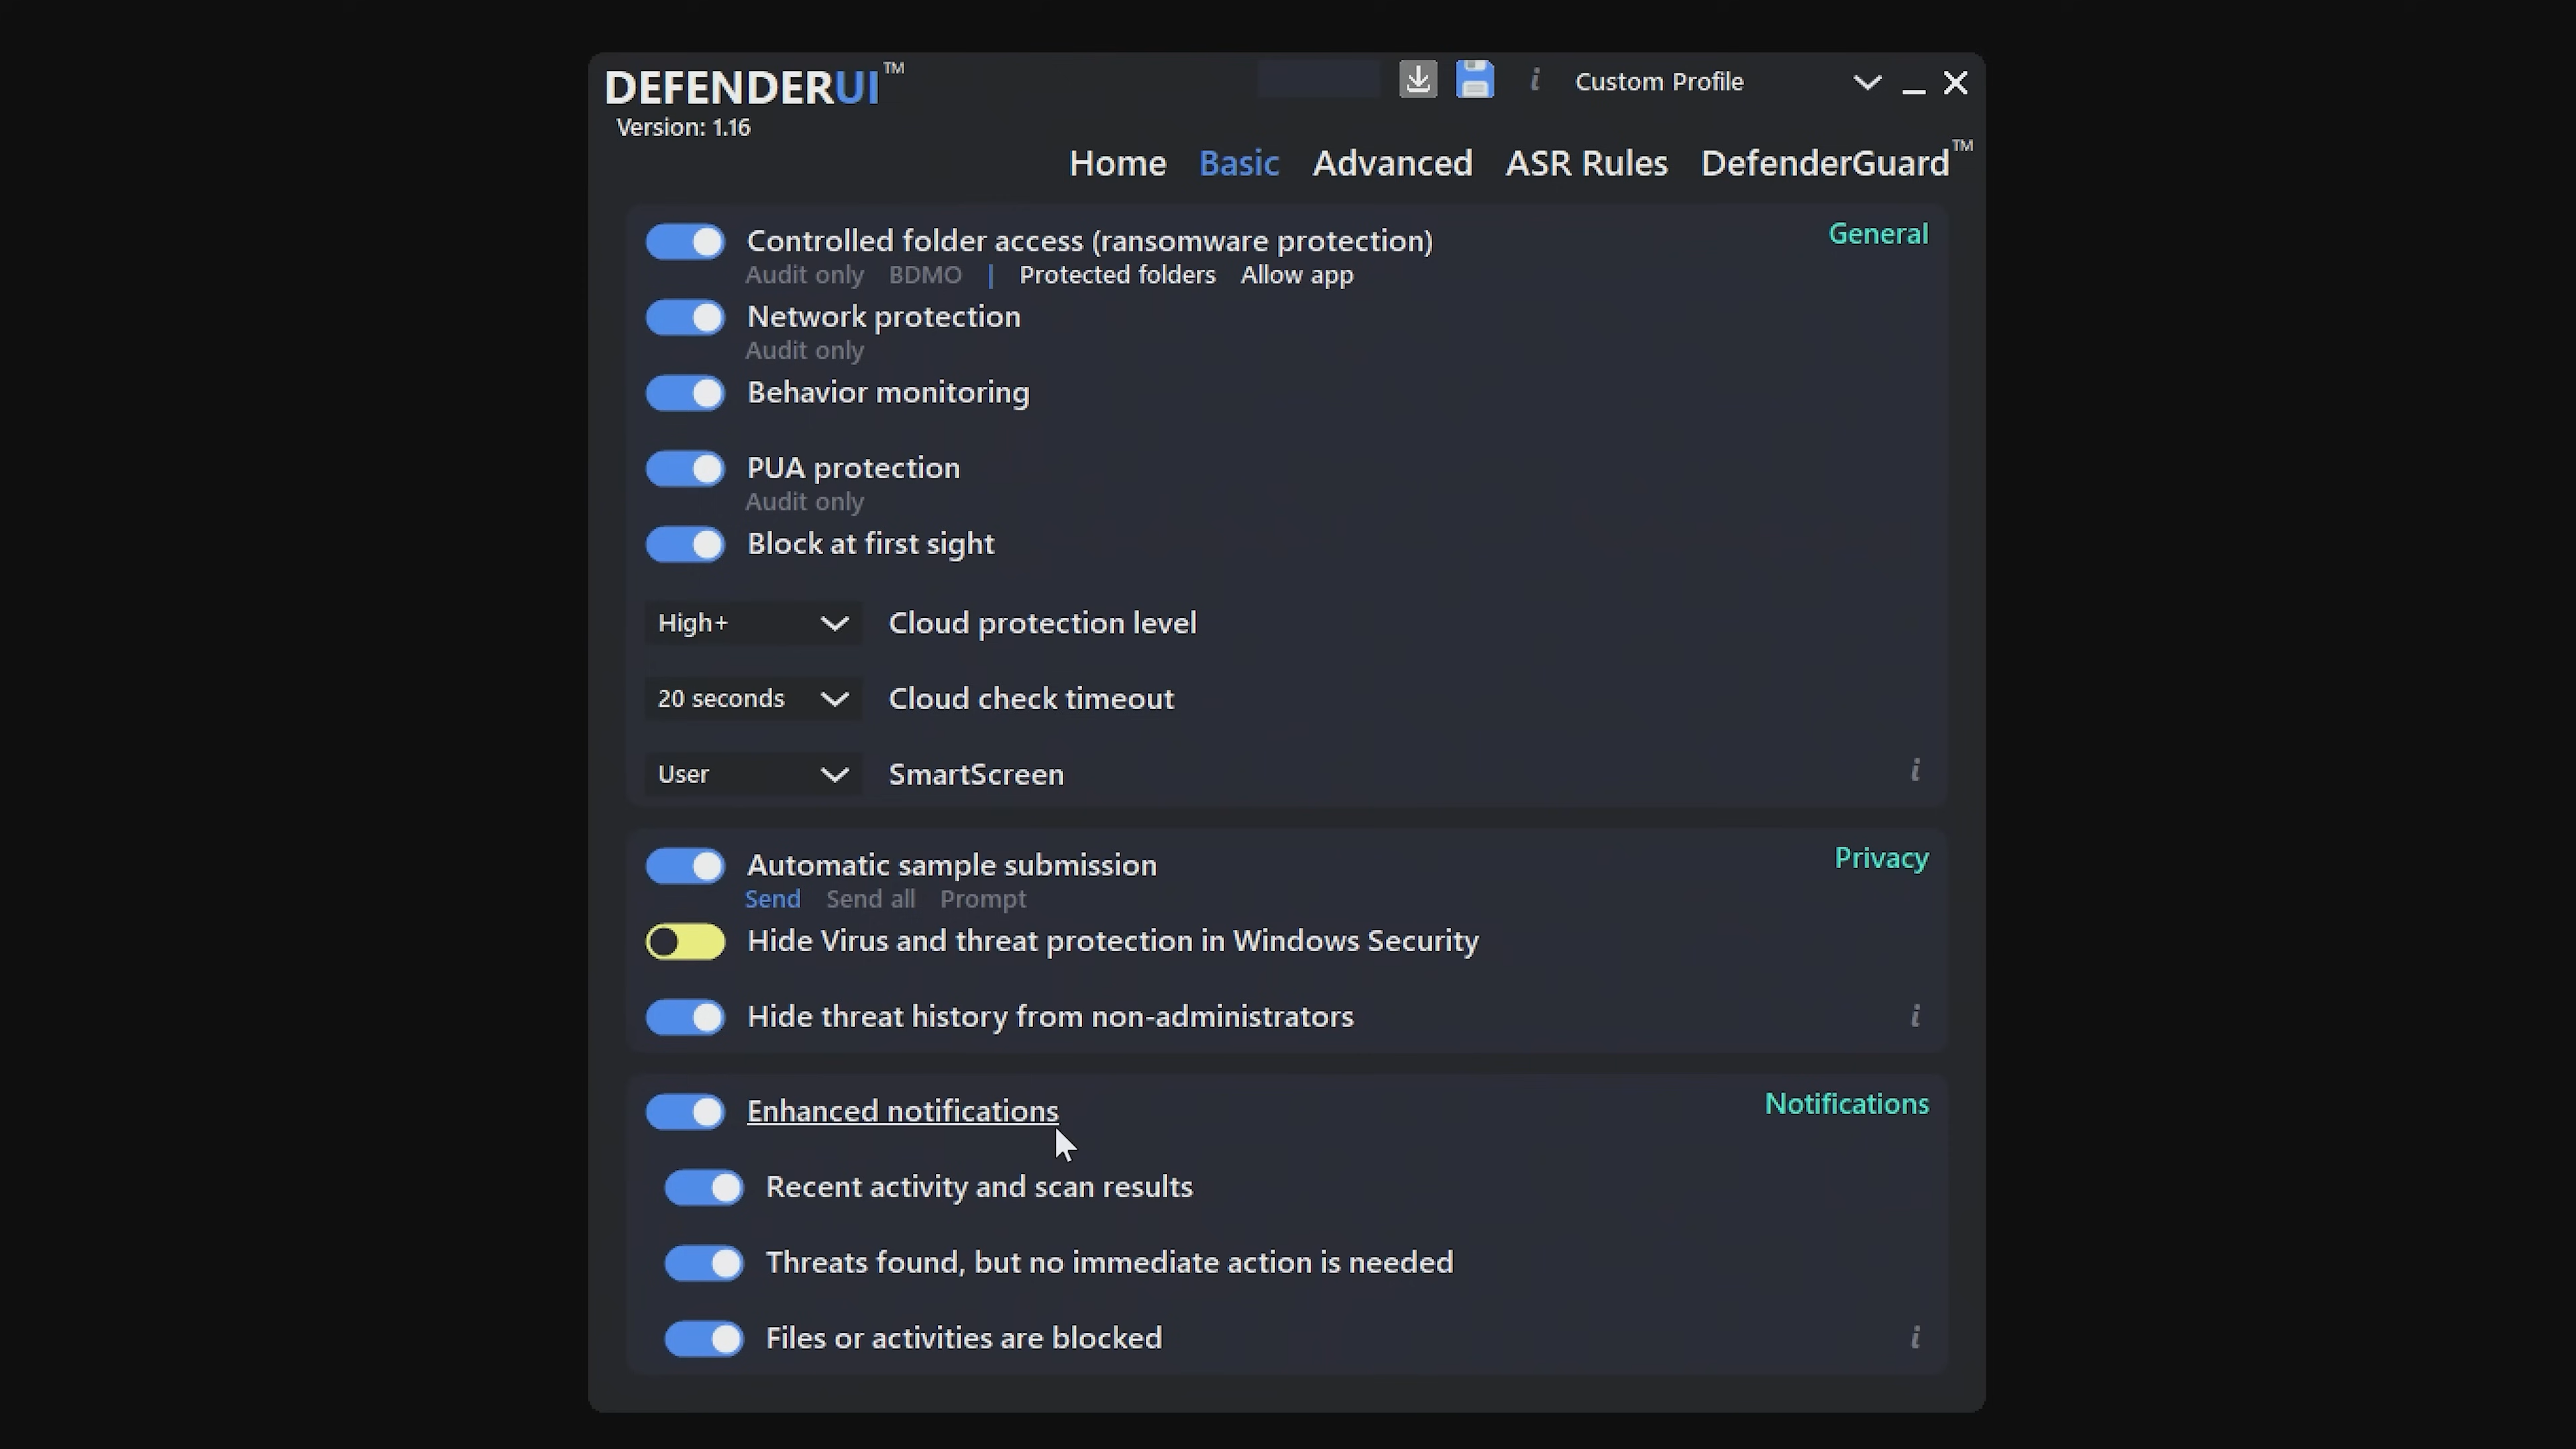 DEFENDERUI™
Version: 1.16
i Custom Profile
Home Basic Advanced ASR Rules DefenderGuard™
General
Controlled folder access (ransomware protection)
Audit only BDMO | Protected folders Allow app
Network protection
Audit only
Behavior monitoring
PUA protection
Audit only
Block at first sight
High+ Cloud protection level
20 seconds Cloud check timeout
User SmartScreen i
Privacy
Automatic sample submission
Send Send all Prompt
Hide Virus and threat protection in Windows Security
Hide threat history from non-administrators i
Notifications
Enhanced notifications
Recent activity and scan results
Threats found, but no immediate action is needed
Files or activities are blocked i